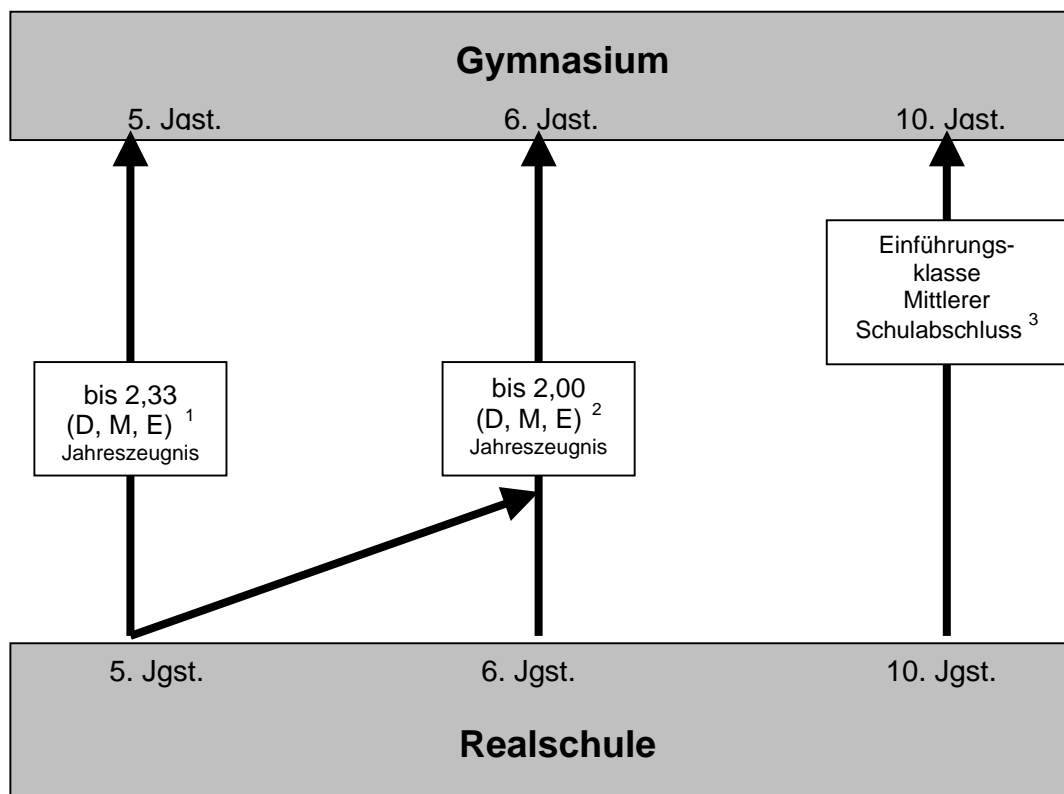 Gymnasium
5. Jgst. 6. Jgst. 10. Jgst.
Einführungs-
klasse
Mittlerer
Schulabschluss 3
bis 2,33
(D, M, E) 1
Jahreszeugnis
bis 2,00
(D, M, E) 2
Jahreszeugnis
5. Jgst. 6. Jgst. 10. Jgst.
Realschule